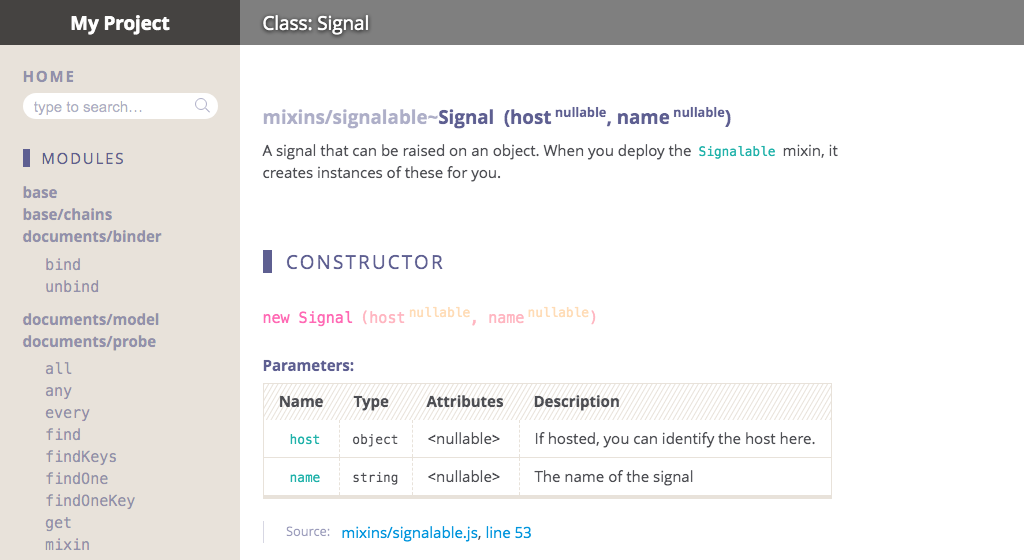 My Project
Class: Signal
HOME
type to search...
MODULES
base
base/chains
documents/binder
bind
unbind
documents/model
documents/probe
all
any
every
find
findKeys
findOne
findOneKey
get
mixin
mixins/signalable~Signal (host nullable, name nullable)
A signal that can be raised on an object. When you deploy the Signalable mixin, it
creates instances of these for you.
CONSTRUCTOR
new Signal (host nullable, name nullable)
Parameters:
Name Type Attributes Description
host object <nullable> If hosted, you can identify the host here.
name string <nullable> The name of the signal
Source: mixins/signalable.js, line 53